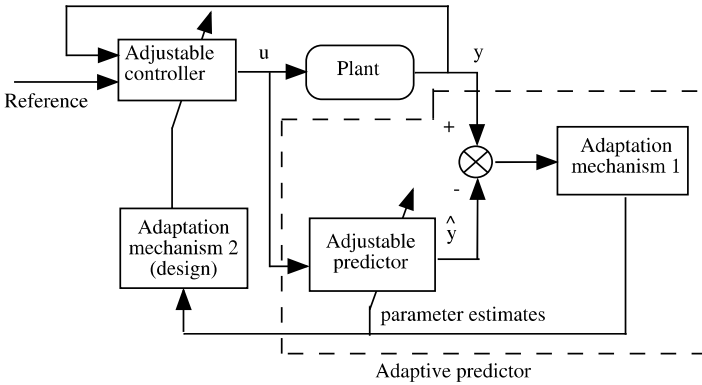 Adjustable
controller
u
Plant
y
Reference
+
-
Adaptation
mechanism 1
Adaptation
mechanism 2
(design)
Adjustable
predictor
ŷ
parameter estimates
Adaptive predictor